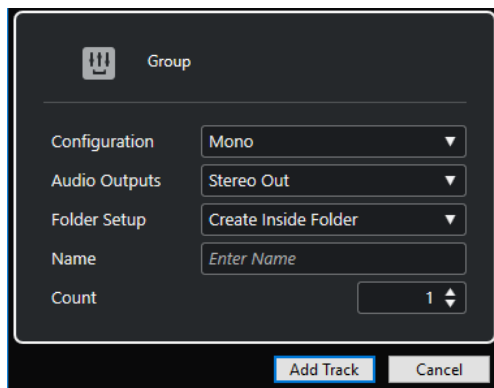 Group
Configuration Mono
Audio Outputs Stereo Out
Folder Setup Create Inside Folder
Name Enter Name
Count 1
Add Track Cancel